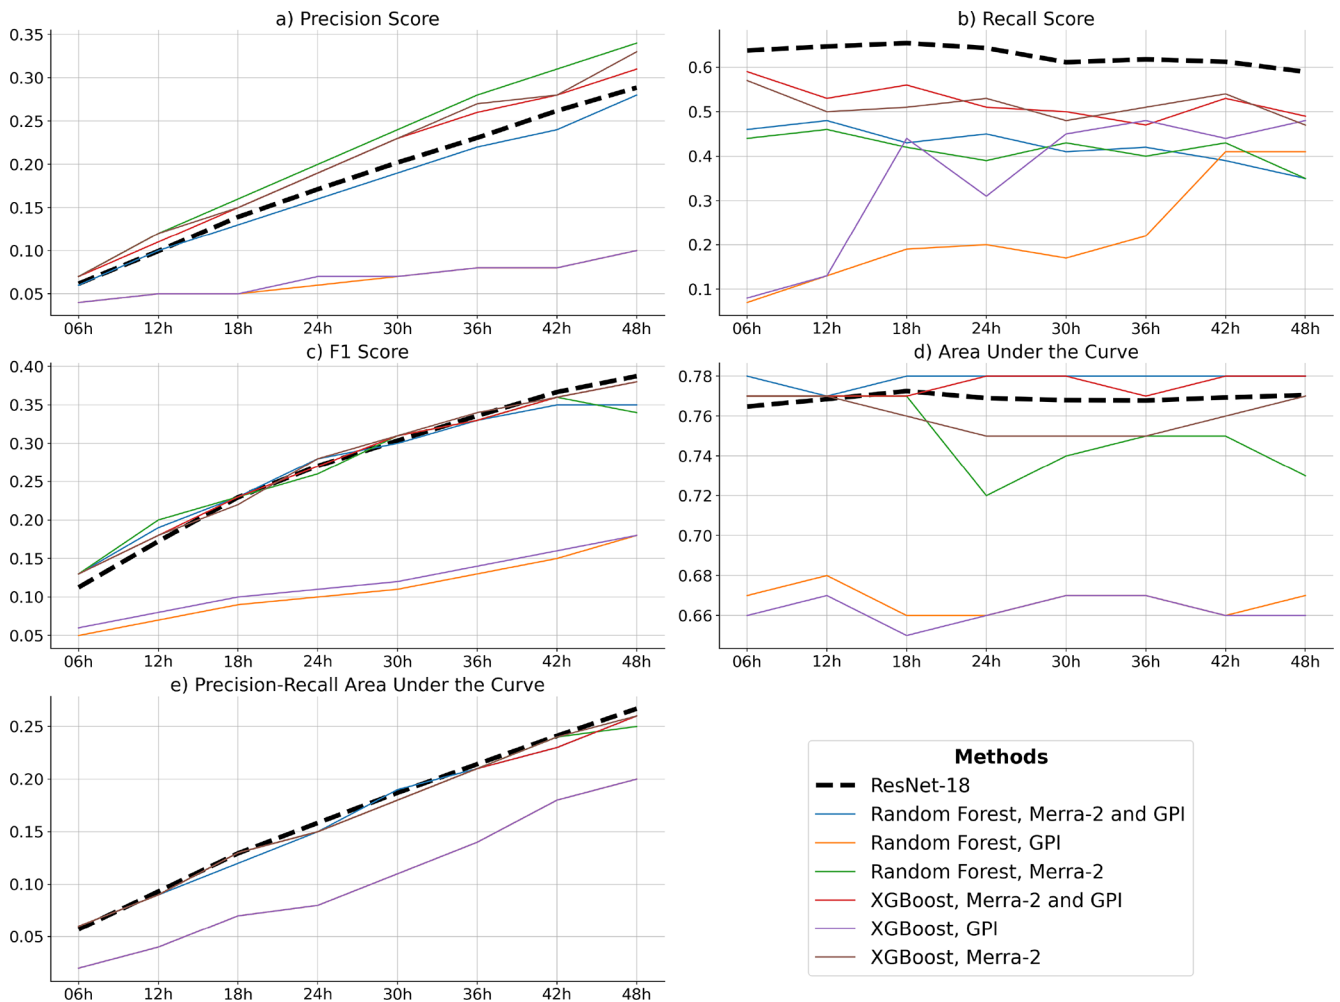 a) Precision Score
0.35
0.30
0.25
0.20
0.15
0.10
0.05
06h 12h 18h 24h 30h 36h 42h 48h
b) Recall Score
0.6
0.5
0.4
0.3
0.2
0.1
06h 12h 18h 24h 30h 36h 42h 48h
c) F1 Score
0.40
0.35
0.30
0.25
0.20
0.15
0.10
0.05
06h 12h 18h 24h 30h 36h 42h 48h
d) Area Under the Curve
0.78
0.76
0.74
0.72
0.70
0.68
0.66
06h 12h 18h 24h 30h 36h 42h 48h
e) Precision-Recall Area Under the Curve
0.25
0.20
0.15
0.10
0.05
06h 12h 18h 24h 30h 36h 42h 48h
Methods
ResNet-18
Random Forest, Merra-2 and GPI
Random Forest, GPI
Random Forest, Merra-2
XGBoost, Merra-2 and GPI
XGBoost, GPI
XGBoost, Merra-2